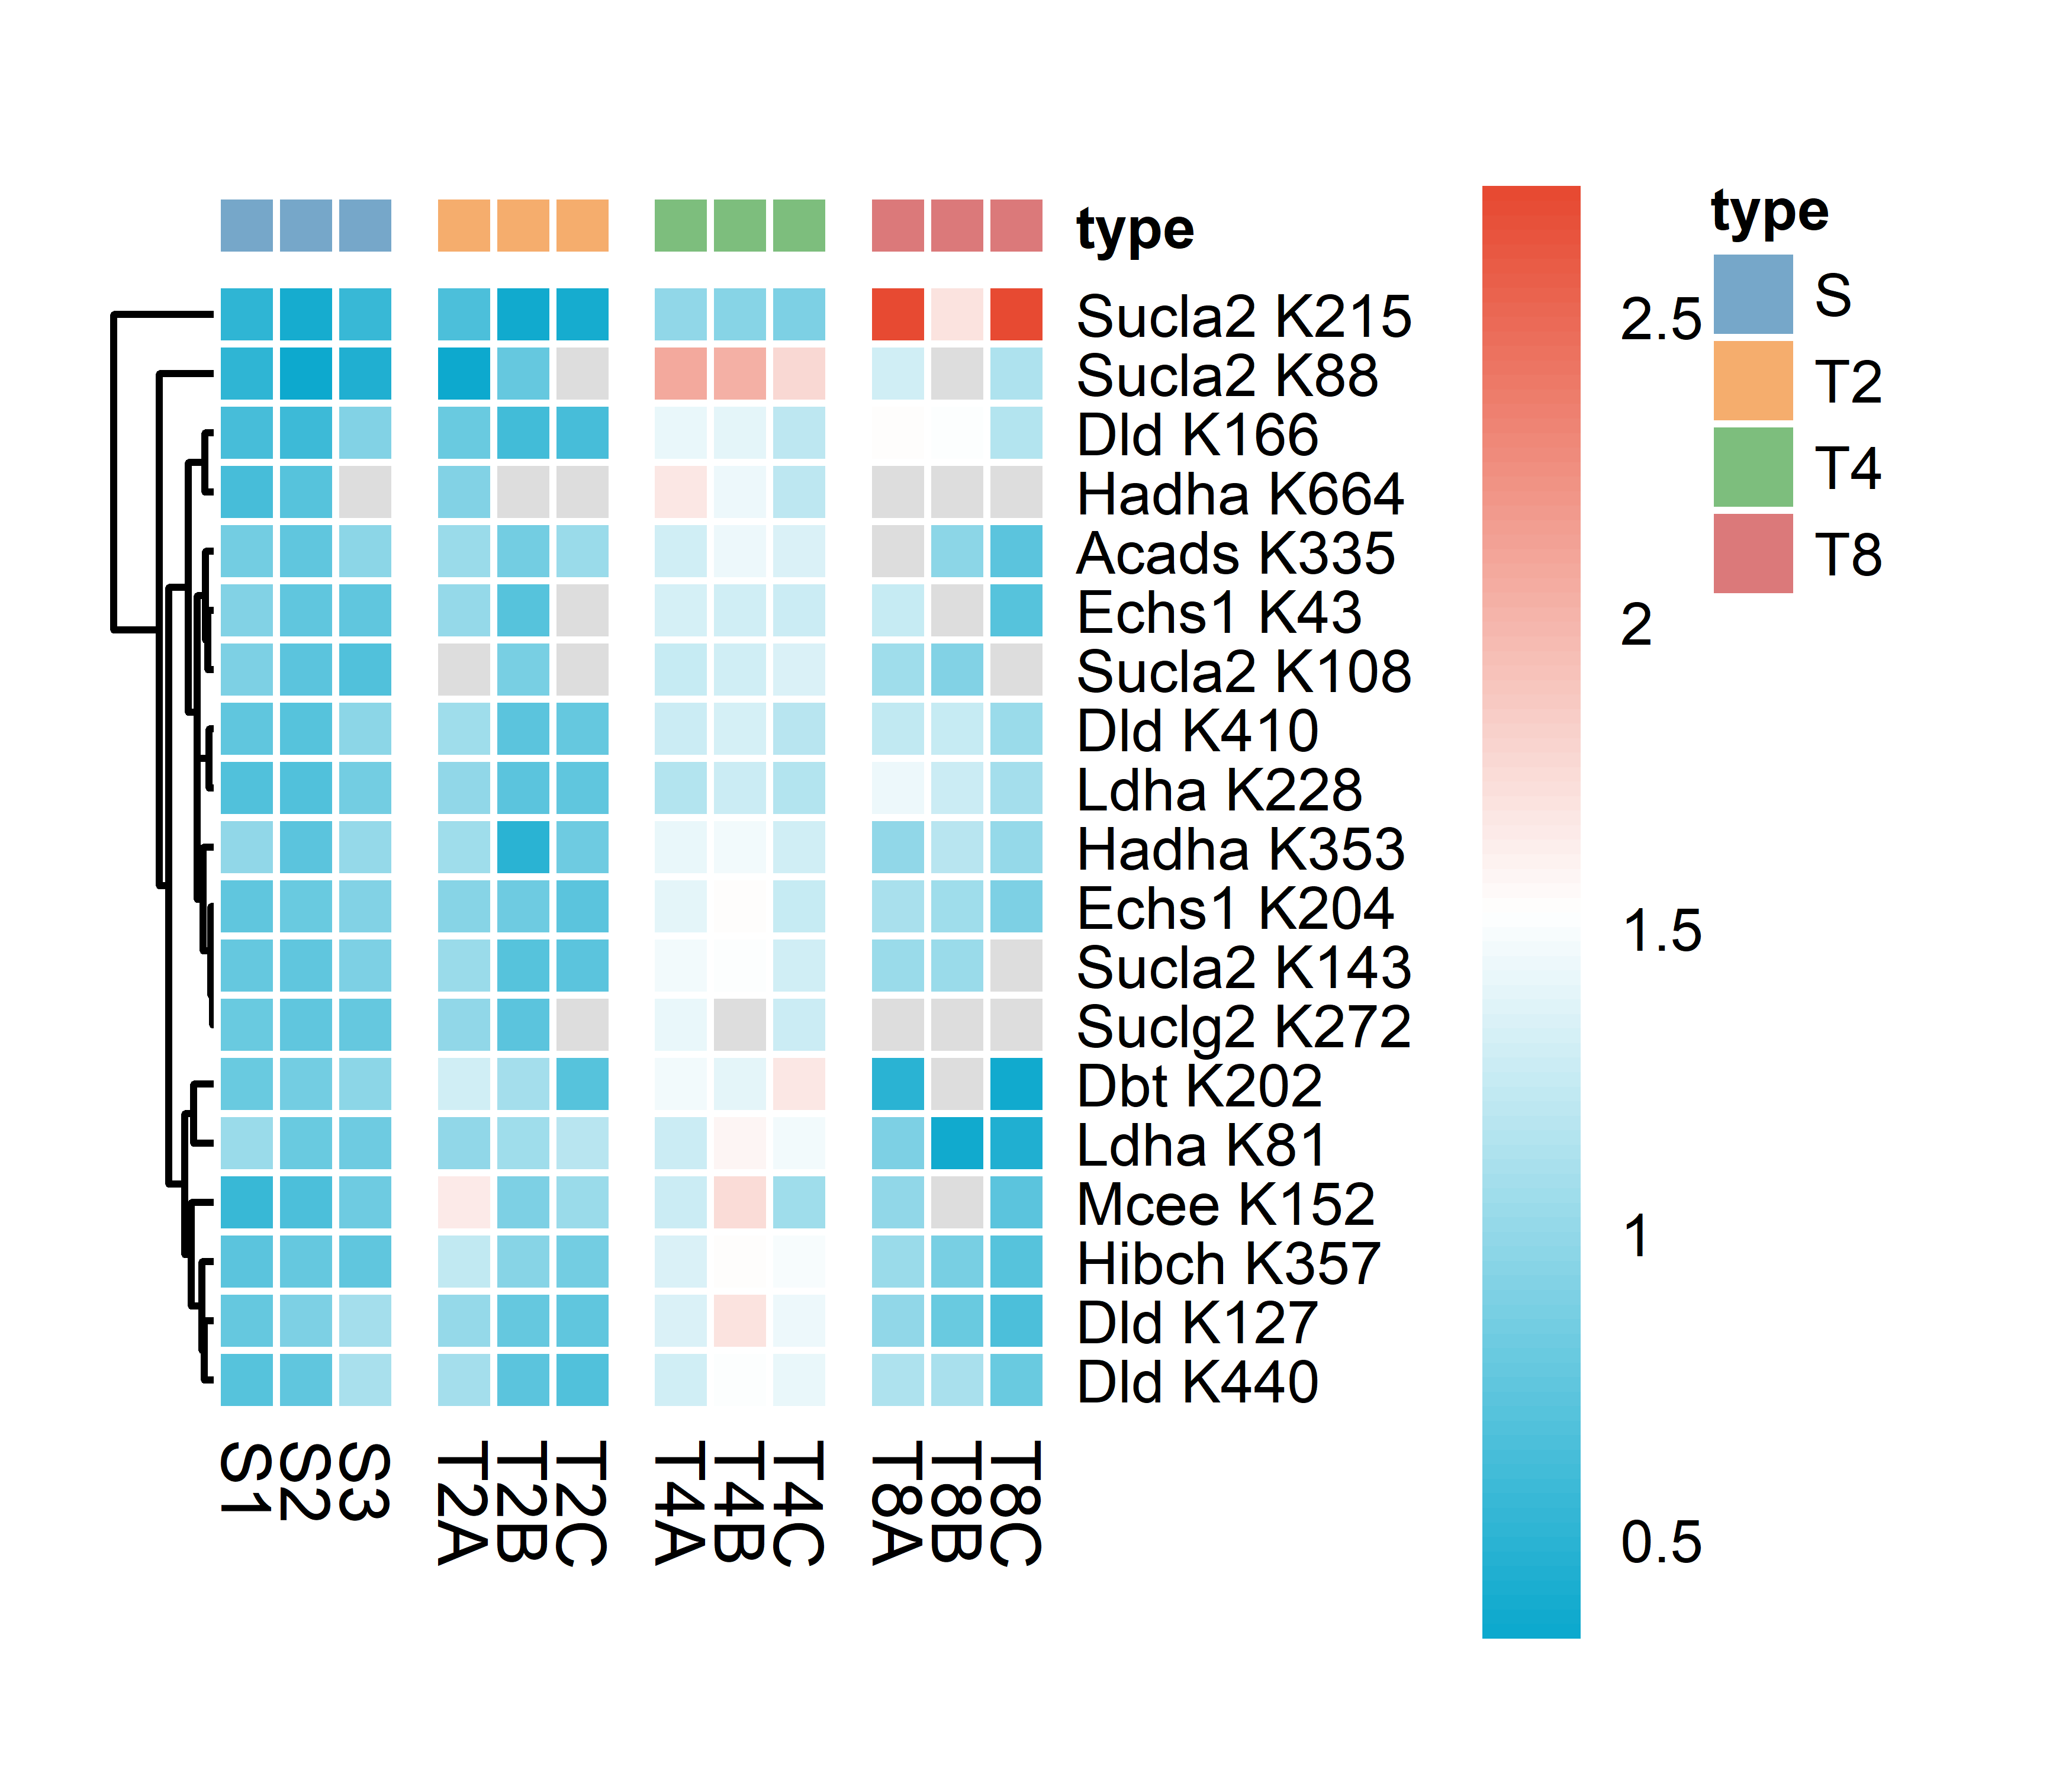 type
Sucla2 K215
Sucla2 K88
Dld K166
Hadha K664
Acads K335
Echs1 K43
Sucla2 K108
Dld K410
Ldha K228
Hadha K353
Echs1 K204
Sucla2 K143
Suclg2 K272
Dbt K202
Ldha K81
Mcee K152
Hibch K357
Dld K127
Dld K440
S1
S2
S3
T2A
T2B
T2C
T4A
T4B
T4C
T8A
T8B
T8C
2.5
2
1.5
1
0.5
type
S
T2
T4
T8